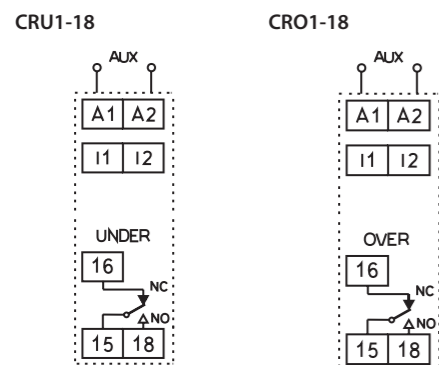 CRU1-18
AUX
A1 A2
I1 I2
UNDER
16
NC
NO
15 18
CRO1-18
AUX
A1 A2
I1 I2
OVER
16
NC
NO
15 18